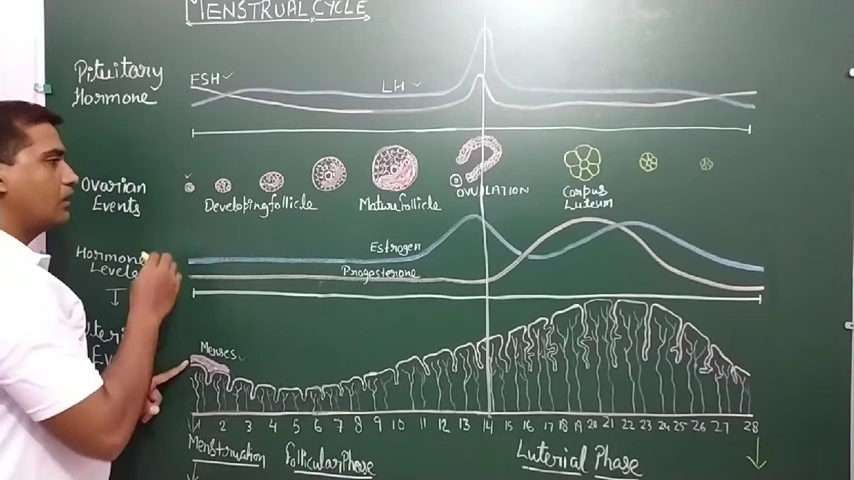 MENSTRUAL CYCLE
Pituitary
Hormone
FSH
LH
Ovarian
Events
Developing follicle
Mature follicle
OVULATION
Corpus
Luteum
Hormone
Levels
Estrogen
Progesterone
Menses
1 2 3 4 5 6 7 8 9 10 11 12 13 14 15 16 17 18 19 20 21 22 23 24 25 26 27 28
Follicular Phase
Luterial Phase